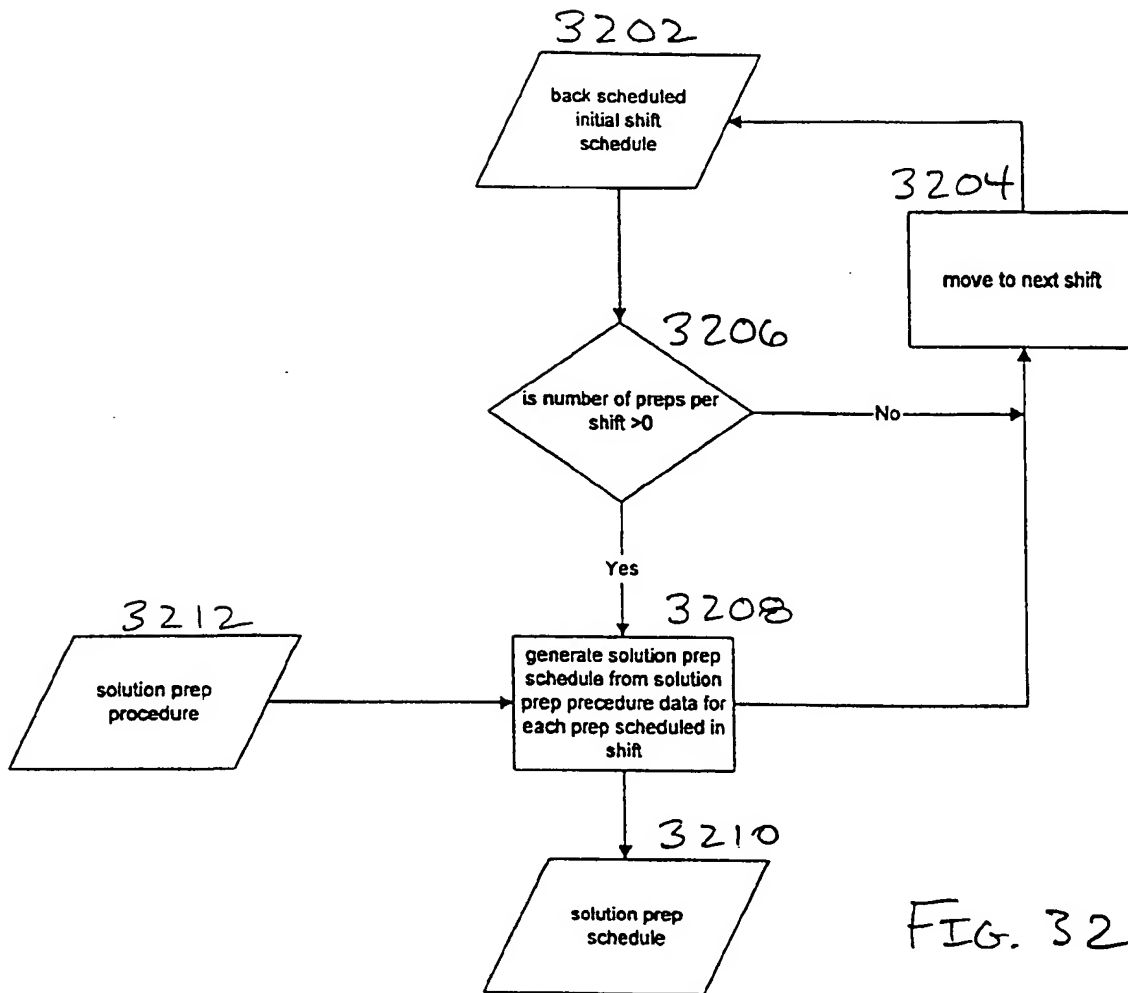 3202
back scheduled
initial shift
schedule
3204
move to next shift
3206
is number of preps per
shift >0
No
Yes
3212
solution prep
procedure
3208
generate solution prep
schedule from solution
prep precedure data for
each prep scheduled in
shift
3210
solution prep
schedule
FIG. 32